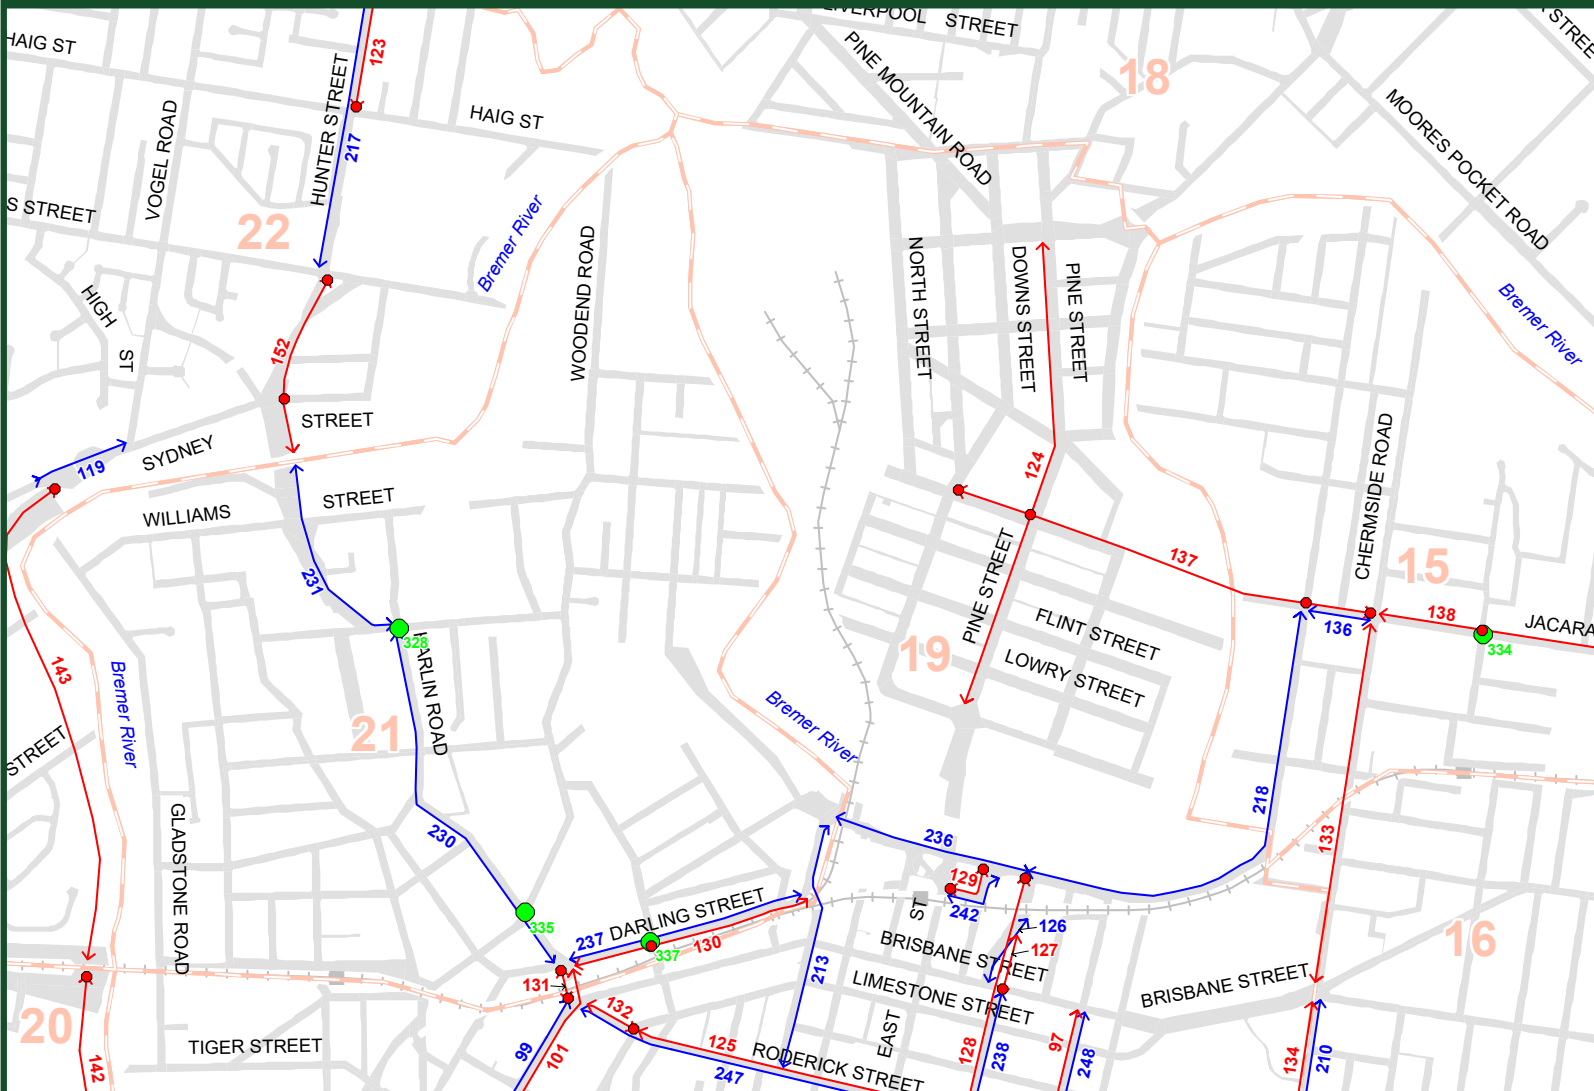 LIVERPOOL STREET
HAIG ST
123
PINE MOUNTAIN ROAD
18
MOORES POCKET ROAD
HUNTER STREET
VOGEL ROAD
HAIG ST
217
S STREET
22
Bremer River
WOODEND ROAD
NORTH STREET
DOWNS STREET
PINE STREET
Bremer River
HIGH
ST
152
STREET
SYDNEY
119
124
CHERMSIDE ROAD
WILLIAMS
STREET
137
PINE STREET
15
231
FLINT STREET
138
136
JACARA
328
334
HARLIN ROAD
19
LOWRY STREET
143
Bremer River
21
Bremer River
STREET
218
GLADSTONE ROAD
230
236
133
129
242
ST
DARLING STREET
335
126
237
130
337
BRISBANE STREET
127
16
213
131
LIMESTONE STREET
BRISBANE STREET
132
20
EAST
TIGER STREET
99
101
125
RODERICK STREET
128
238
97
248
134
210
142
247